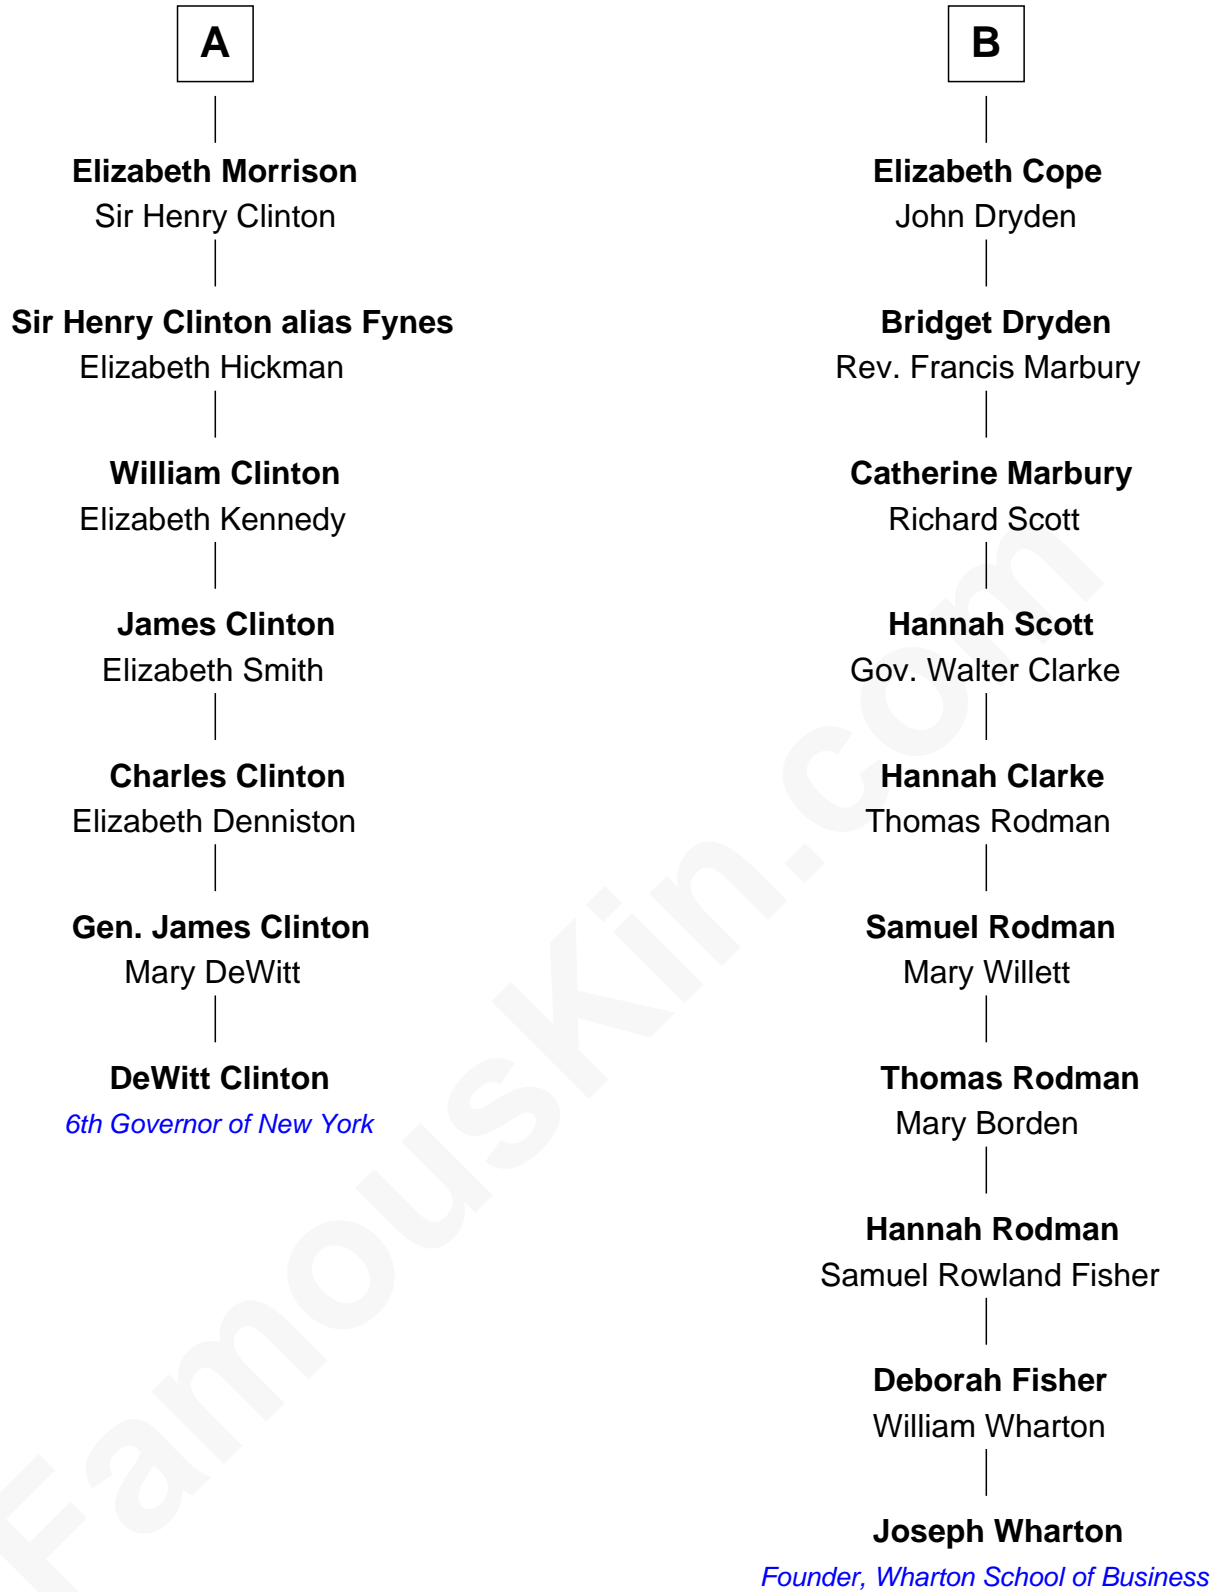 A
Elizabeth Morrison
Sir Henry Clinton
Sir Henry Clinton alias Fynes
Elizabeth Hickman
William Clinton
Elizabeth Kennedy
James Clinton
Elizabeth Smith
Charles Clinton
Elizabeth Denniston
Gen. James Clinton
Mary DeWitt
DeWitt Clinton
6th Governor of New York
B
Elizabeth Cope
John Dryden
Bridget Dryden
Rev. Francis Marbury
Catherine Marbury
Richard Scott
Hannah Scott
Gov. Walter Clarke
Hannah Clarke
Thomas Rodman
Samuel Rodman
Mary Willett
Thomas Rodman
Mary Borden
Hannah Rodman
Samuel Rowland Fisher
Deborah Fisher
William Wharton
Joseph Wharton
Founder, Wharton School of Business
FamousKin.com